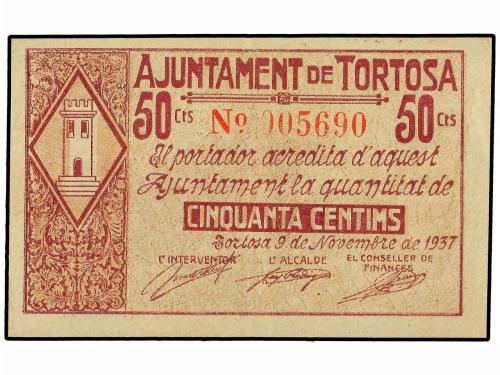 AJUNTAMENT DE TORTOSA
50 Cts Nº 005690 50 Cts
El portador acredita d'aquest
Ajuntament la quantitat de
CINQUANTA CENTIMS
Tortosa 9 de Novembre de 1937
L'INTERVENTOR L'ALCALDE EL CONSELLER DE
FINANCES